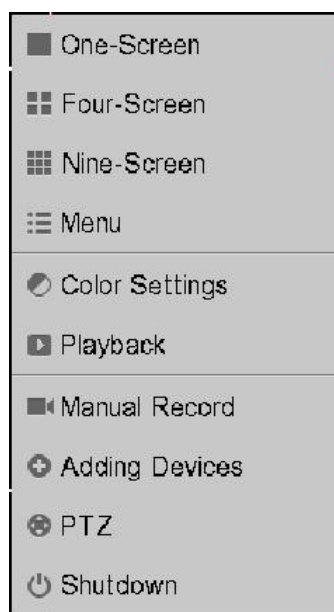 One-Screen
Four-Screen
Nine-Screen
Menu
Color Settings
Playback
Manual Record
Adding Devices
PTZ
Shutdown